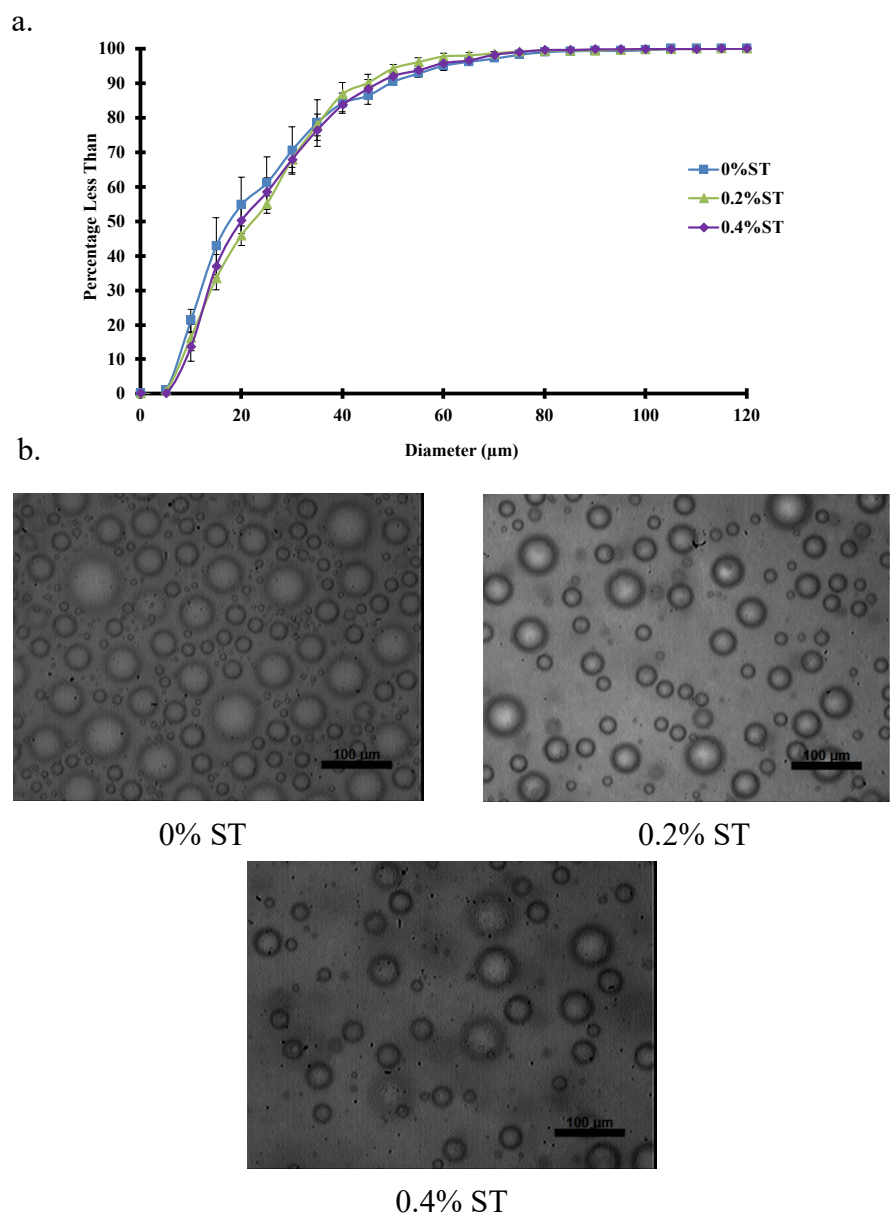 a.
100
90
80
70
60
50
40
30
20
10
0
Percentage Less Than
0%ST
0.2%ST
0.4%ST
0 20 40 60 80 100 120
Diameter (µm)
b.
100 µm
100 µm
0% ST
0.2% ST
100 µm
0.4% ST